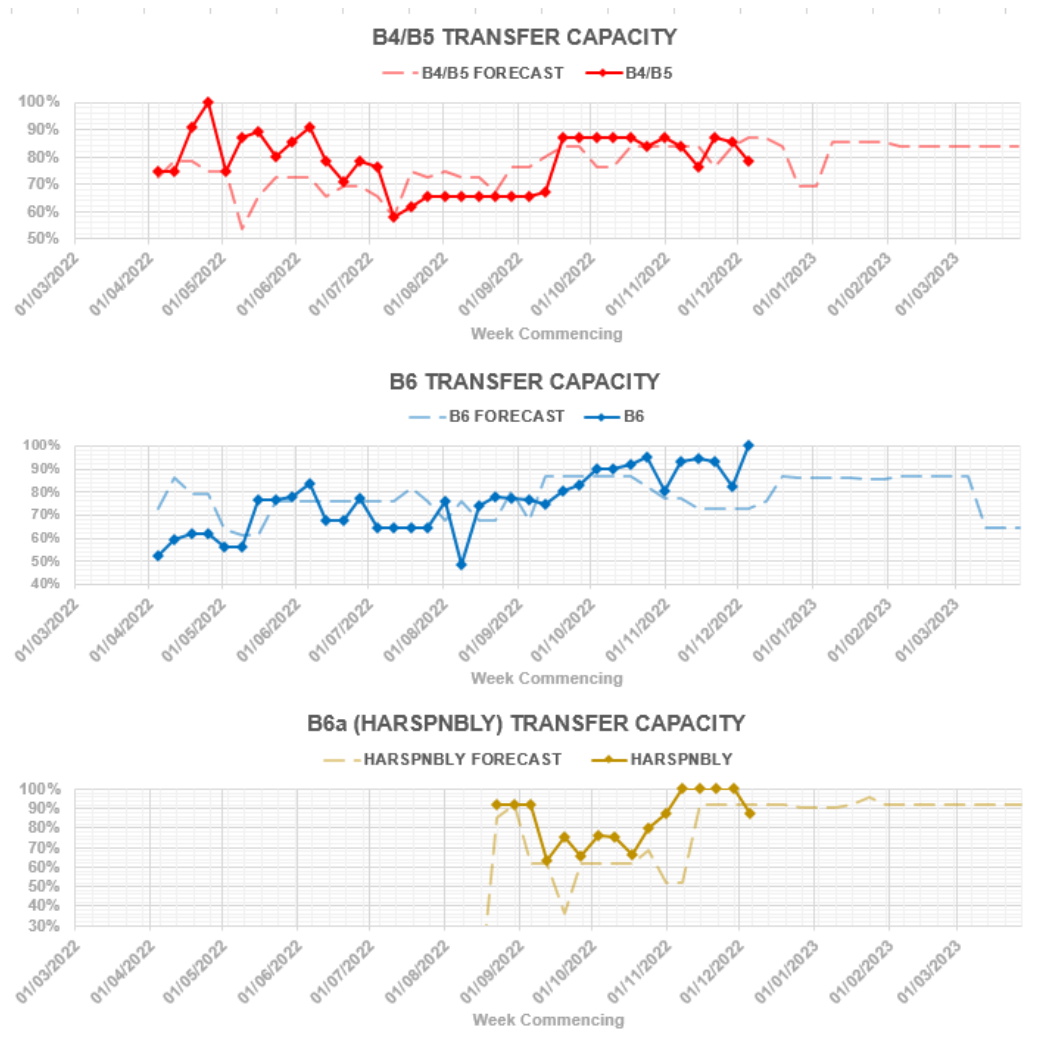 B4/B5 TRANSFER CAPACITY
B4/B5 FORECAST B4/B5
100%
90%
80%
70%
60%
50%
01/03/2022 01/04/2022 01/05/2022 01/06/2022 01/07/2022 01/08/2022 01/09/2022 01/10/2022 01/11/2022 01/12/2022 01/01/2023 01/02/2023 01/03/2023
Week Commencing
B6 TRANSFER CAPACITY
B6 FORECAST B6
100%
90%
80%
70%
60%
50%
40%
01/03/2022 01/04/2022 01/05/2022 01/06/2022 01/07/2022 01/08/2022 01/09/2022 01/10/2022 01/11/2022 01/12/2022 01/01/2023 01/02/2023 01/03/2023
Week Commencing
B6a (HARSPNBLY) TRANSFER CAPACITY
HARSPNBLY FORECAST HARSPNBLY
100%
90%
80%
70%
60%
50%
40%
30%
01/03/2022 01/04/2022 01/05/2022 01/06/2022 01/07/2022 01/08/2022 01/09/2022 01/10/2022 01/11/2022 01/12/2022 01/01/2023 01/02/2023 01/03/2023
Week Commencing